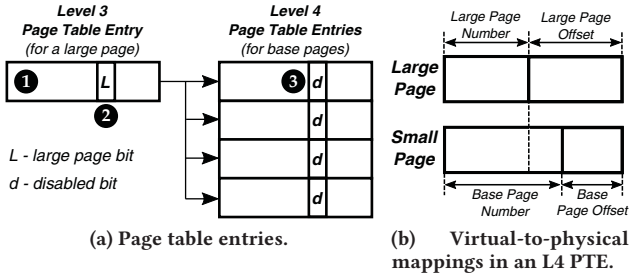 Level 3
Page Table Entry
(for a large page)
Level 4
Page Table Entries
(for base pages)
1
L
2
3
d
d
d
d
L - large page bit
d - disabled bit
(a) Page table entries.
Large Page
Number
Large Page
Offset
Large
Page
Small
Page
Base Page
Number
Base
Page Offset
(b) Virtual-to-physical
mappings in an L4 PTE.